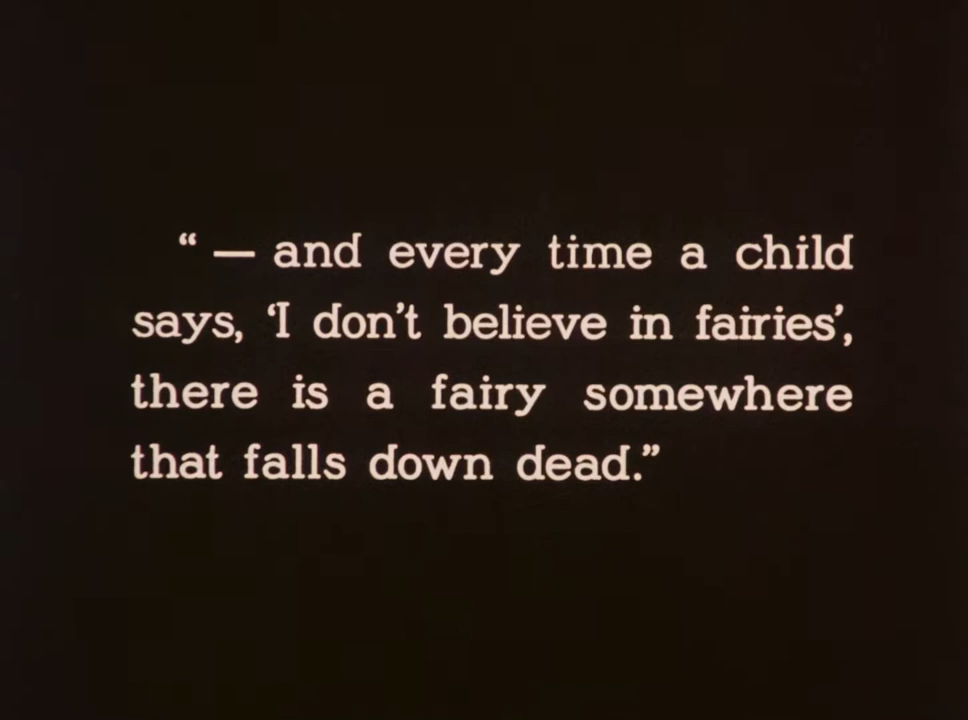 “ — and every time a child
says, ‘I don’t believe in fairies’,
there is a fairy somewhere
that falls down dead.”